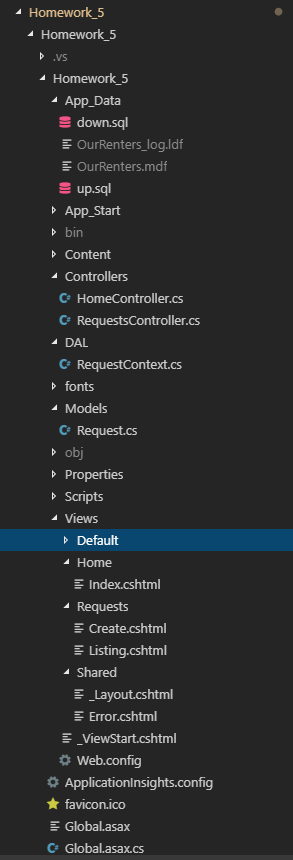 Homework_5
Homework_5
.vs
Homework_5
App_Data
down.sql
OurRenters_log.ldf
OurRenters.mdf
up.sql
App_Start
bin
Content
Controllers
HomeController.cs
RequestsController.cs
DAL
RequestContext.cs
fonts
Models
Request.cs
obj
Properties
Scripts
Views
Default
Home
Index.cshtml
Requests
Create.cshtml
Listing.cshtml
Shared
_Layout.cshtml
Error.cshtml
_ViewStart.cshtml
Web.config
ApplicationInsights.config
favicon.ico
Global.asax
Global.asax.cs